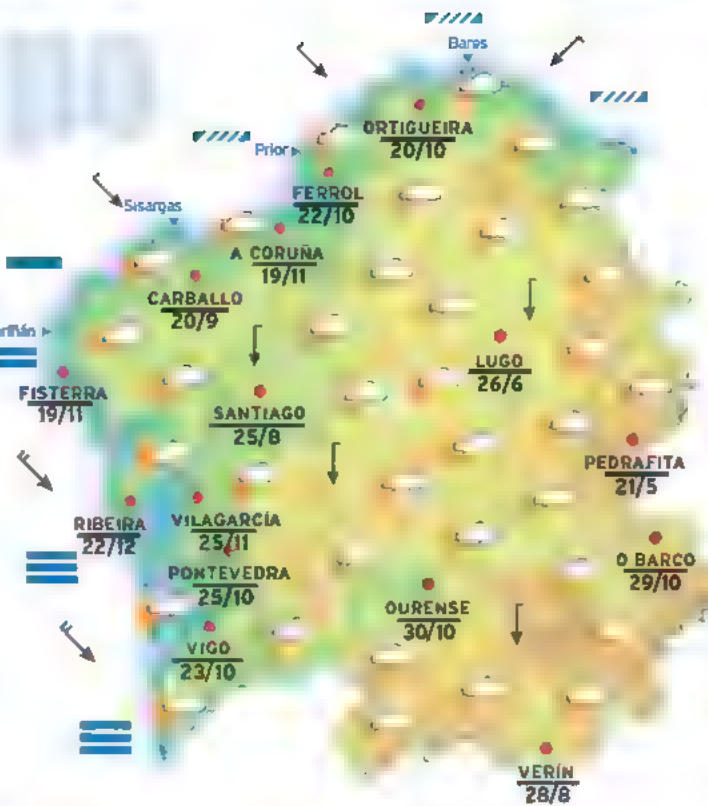 Bares
ORTIGUEIRA
20/10
Prior
FERROL
22/10
Sisargas
A CORUÑA
19/11
CARBALLO
20/9
LUGO
26/6
FISTERRA
19/11
SANTIAGO
25/8
PEDRAFITA
21/5
RIBEIRA
22/12
VILAGARCÍA
25/11
PONTEVEDRA
25/10
O BARCO
29/10
OURENSE
30/10
VIGO
23/10
VERÍN
28/8